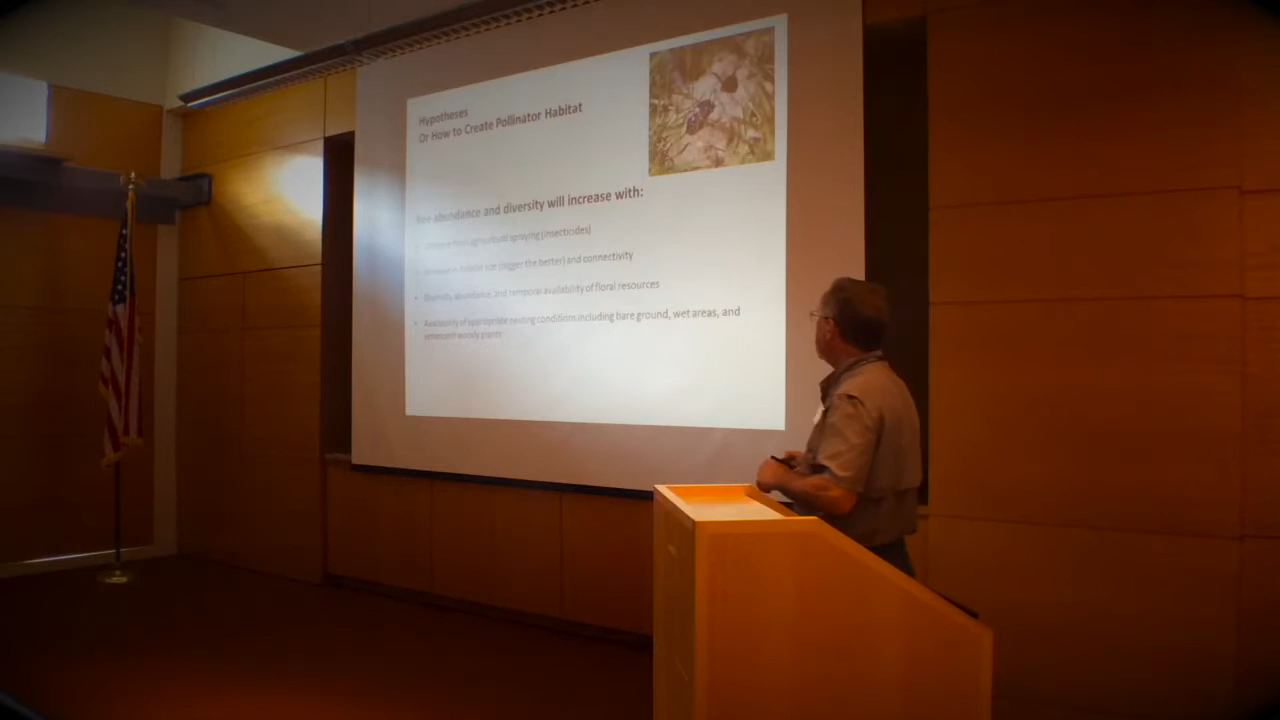 Hypotheses
Or How to Create Pollinator Habitat
Bee abundance and diversity will increase with:
agricultural spraying (insecticides)
habitat size (bigger the better) and connectivity
Diversity, abundance, and temporal availability of floral resources
Availability of appropriate nesting conditions including bare ground, wet areas, and
woody plants